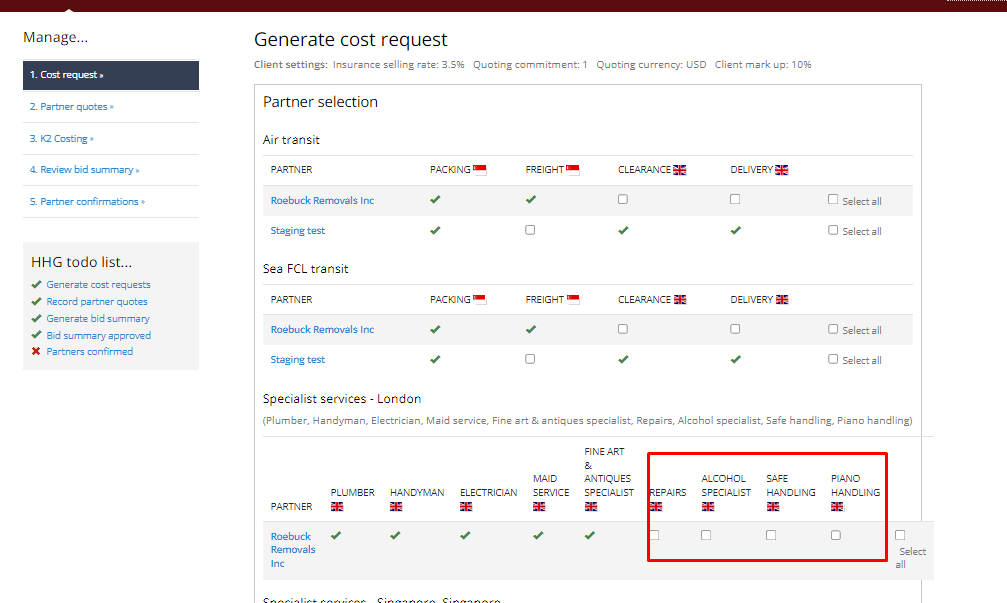 Manage...
1. Cost request »
2. Partner quotes »
3. K2 Costing »
4. Review bid summary »
5. Partner confirmations »
HHG todo list...
Generate cost requests
Record partner quotes
Generate bid summary
Bid summary approved
Partners confirmed
Generate cost request
Client settings: Insurance selling rate: 3.5% Quoting commitment: 1 Quoting currency: USD Client mark up: 10%
Partner selection
Air transit
PARTNER PACKING FREIGHT CLEARANCE DELIVERY
Roebuck Removals Inc Select all
Staging test Select all
Sea FCL transit
PARTNER PACKING FREIGHT CLEARANCE DELIVERY
Roebuck Removals Inc Select all
Staging test Select all
Specialist services - London
(Plumber, Handyman, Electrician, Maid service, Fine art & antiques specialist, Repairs, Alcohol specialist, Safe handling, Piano handling)
FINE ART
&
MAID ANTIQUES ALCOHOL SAFE PIANO
PARTNER PLUMBER HANDYMAN ELECTRICIAN SERVICE SPECIALIST REPAIRS SPECIALIST HANDLING HANDLING
Roebuck
Removals Select
Inc all
Specialist services - Singapore, Singapore